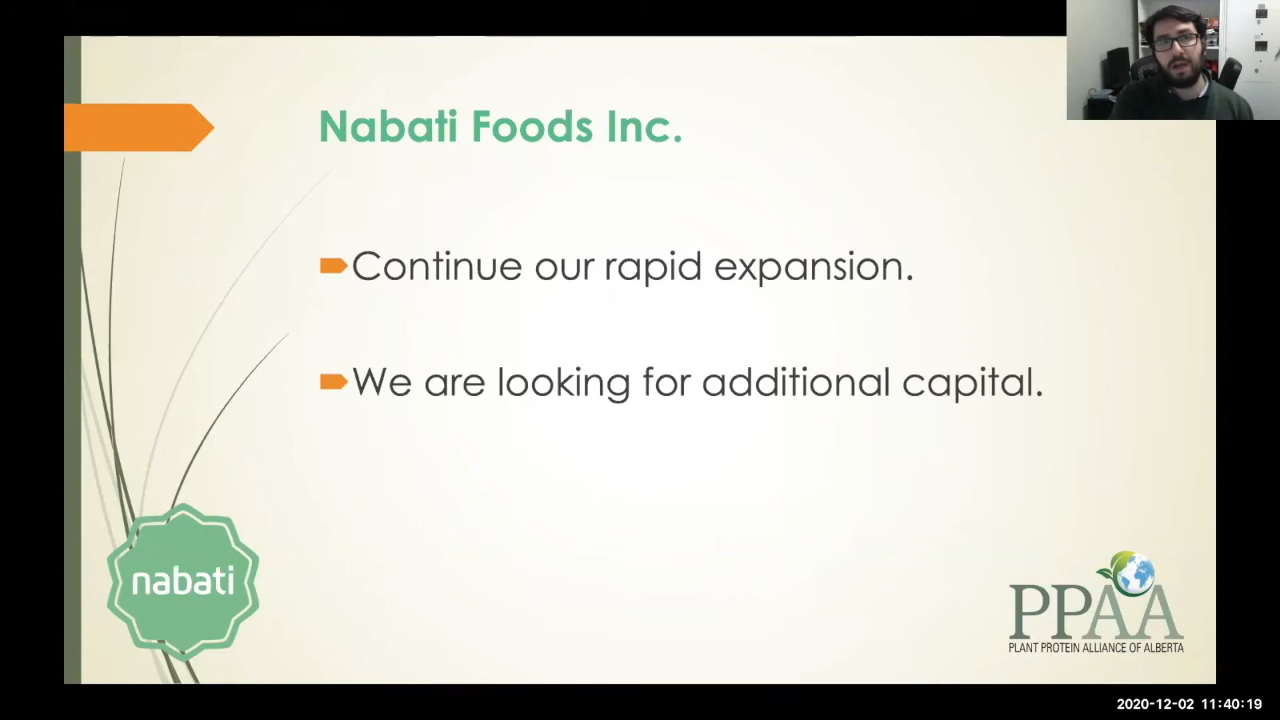 Nabati Foods Inc.
Continue our rapid expansion.
We are looking for additional capital.
nabati
PPAA
PLANT PROTEIN ALLIANCE OF ALBERTA
2020-12-02 11:40:19